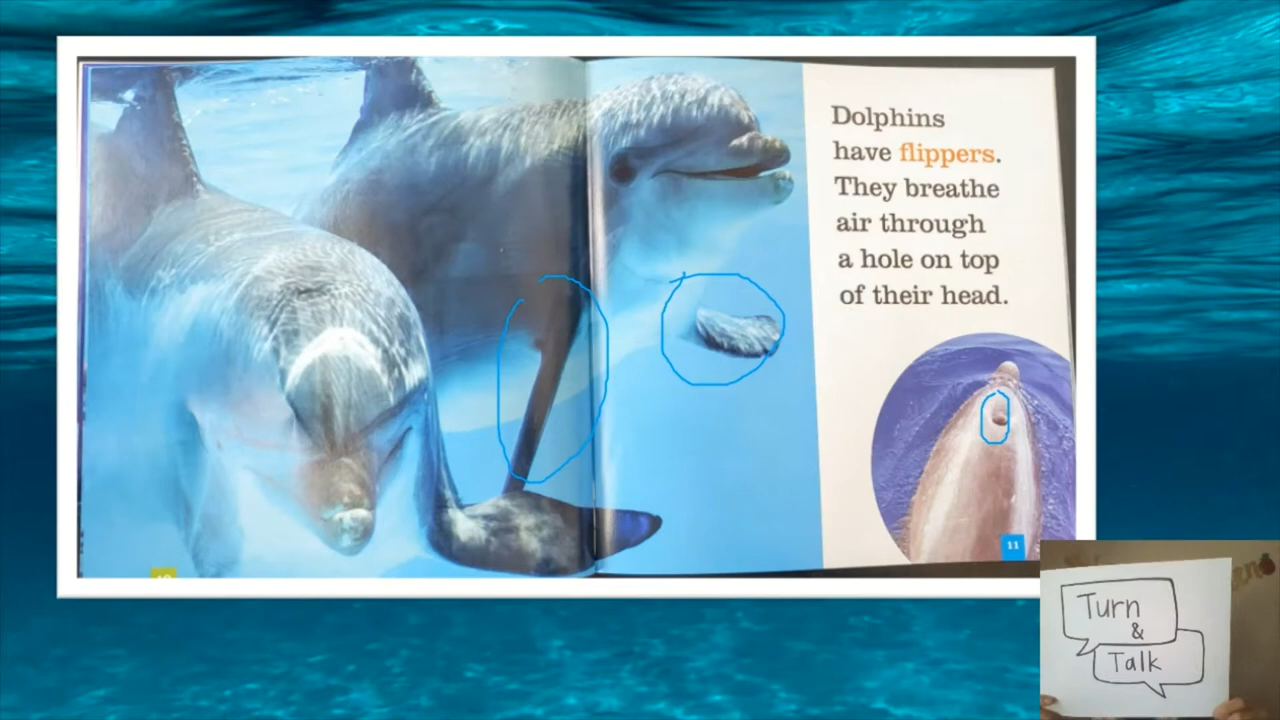 Dolphins
have flippers.
They breathe
air through
a hole on top
of their head.
11
Turn
&
Talk